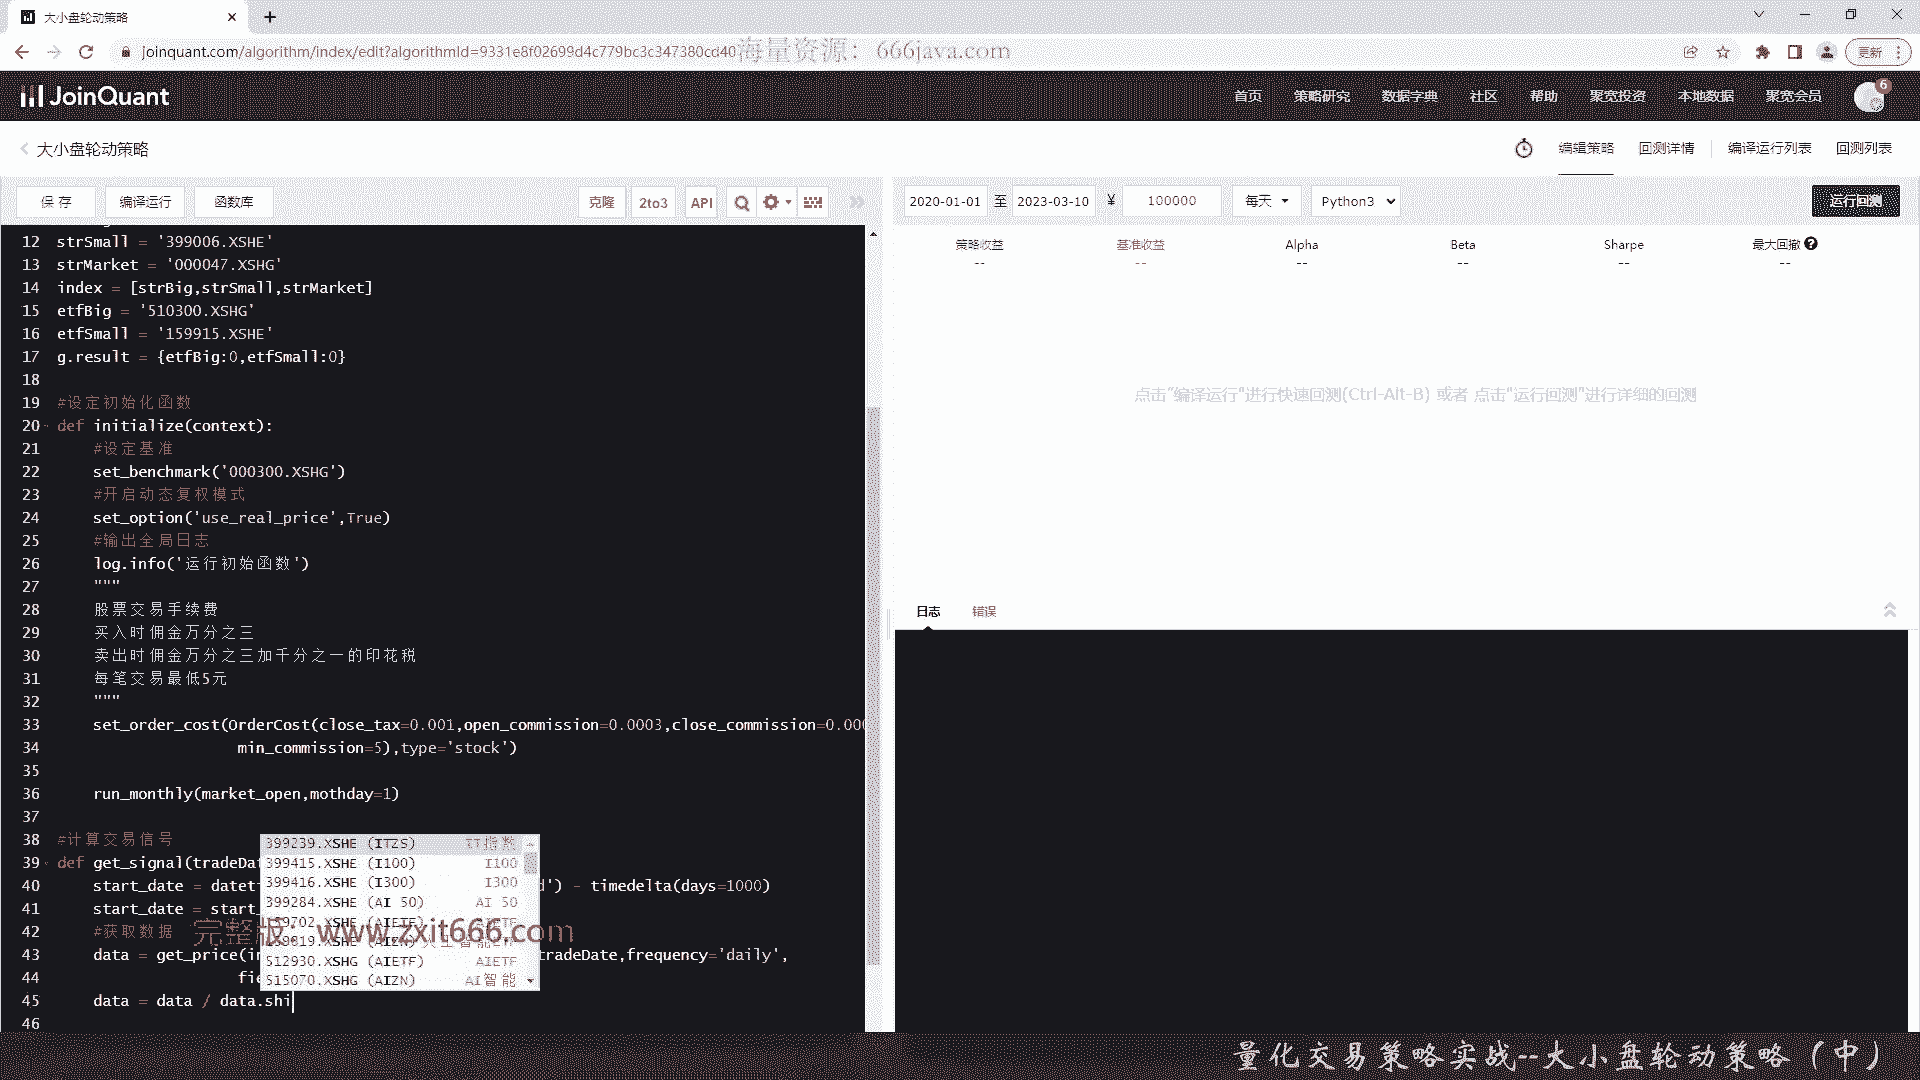 大小盘轮动策略
joinquant.com/algorithm/index/edit?algorithmId=9331e8f02699d4c779bc3c347380cd40
海量资源：666java.com
更新
JoinQuant
首页 策略研究 数据字典 社区 帮助 聚宽投资 本地数据 聚宽会员
6
大小盘轮动策略
编辑策略 回测详情 编译运行列表 回测列表
保存 编译运行 函数库 克隆 2to3 API
2020-01-01 至 2023-03-10 ¥ 100000 每天 Python3 运行回测
策略收益 基准收益 Alpha Beta Sharpe 最大回撤
-- -- -- -- -- --
点击"编译运行"进行快速回测(Ctrl-Alt-B) 或者 点击"运行回测"进行详细的回测
日志 错误
12 strSmall = '399006.XSHE'
13 strMarket = '000047.XSHG'
14 index = [strBig,strSmall,strMarket]
15 etfBig = '510300.XSHG'
16 etfSmall = '159915.XSHE'
17 g.result = {etfBig:0,etfSmall:0}
18
19 #设定初始化函数
20 def initialize(context):
21 #设定基准
22 set_benchmark('000300.XSHG')
23 #开启动态复权模式
24 set_option('use_real_price',True)
25 #输出全局日志
26 log.info('运行初始函数')
27 """
28 股票交易手续费
29 买入时佣金万分之三
30 卖出时佣金万分之三加千分之一的印花税
31 每笔交易最低5元
32 """
33 set_order_cost(OrderCost(close_tax=0.001,open_commission=0.0003,close_commission=0.000
34 min_commission=5),type='stock')
35
36 run_monthly(market_open,mothday=1)
37
38 #计算交易信号
39 def get_signal(tradeDa
40 start_date = datet d') - timedelta(days=1000)
41 start_date = start_
42 #获取数据
43 data = get_price(i tradeDate,frequency='daily',
44 fie
45 data = data / data.shi
46
399239.XSHE (ITZS) IT指数
399415.XSHE (I100) I100
399416.XSHE (I300) I300
399284.XSHE (AI 50) AI 50
512930.XSHG (AIETF) AIETF
515070.XSHG (AIZN) AI智能
完整版：www.zxit666.com
量化交易策略实战--大小盘轮动策略（中）